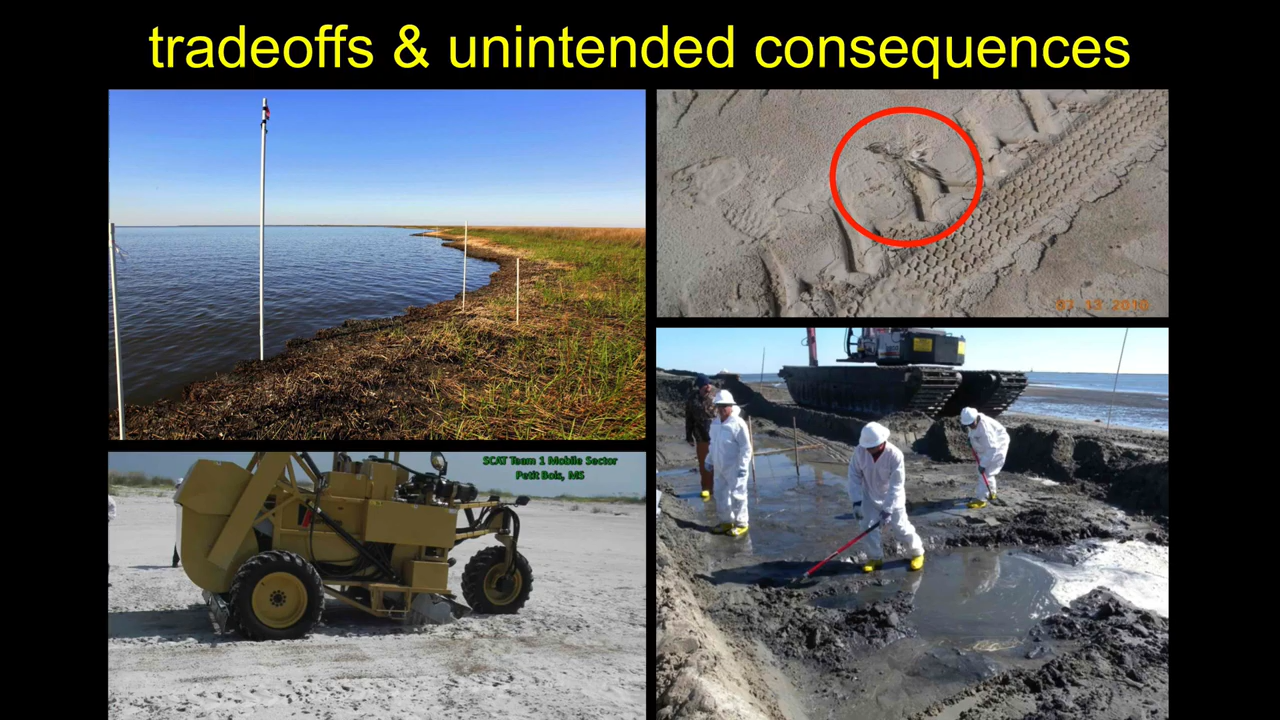 tradeoffs & unintended consequences
SCAT Team 1 Mobile Sector
Petit Bois, MS